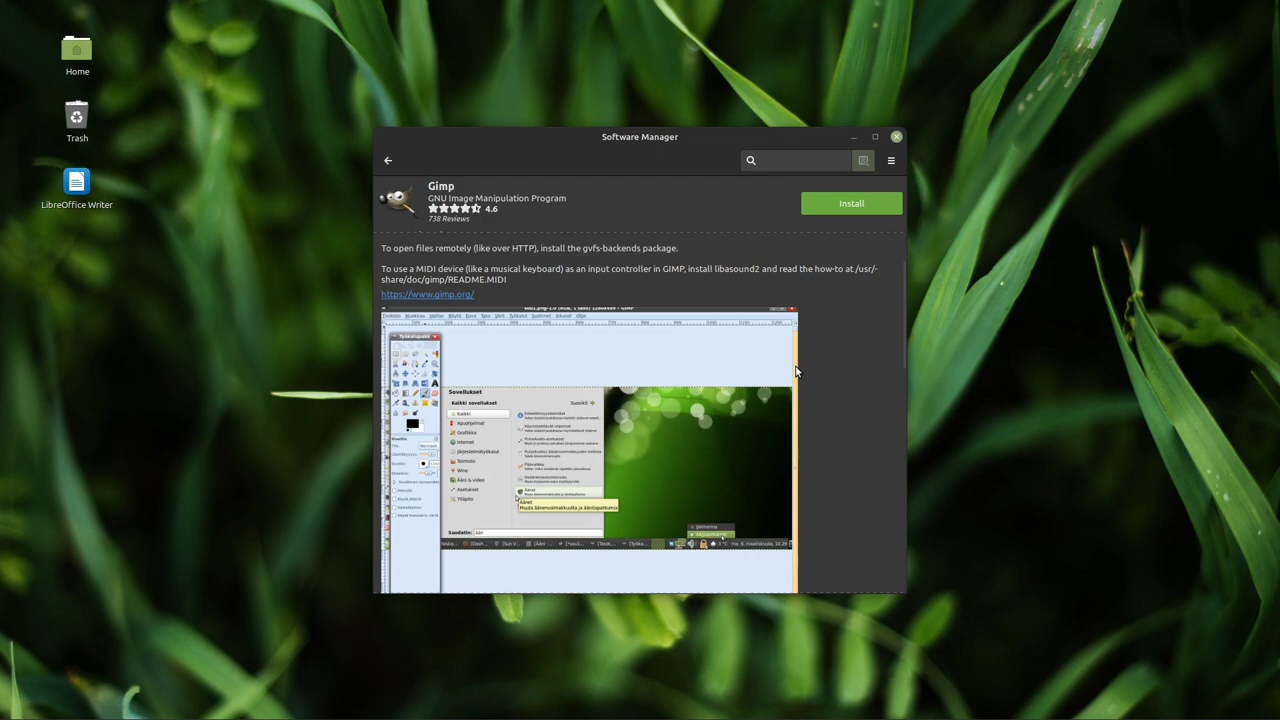 Home
Trash
LibreOffice Writer
Software Manager
Gimp
GNU Image Manipulation Program
4.6
738 Reviews
Install
To open files remotely (like over HTTP), install the gvfs-backends package.
To use a MIDI device (like a musical keyboard) as an input controller in GIMP, install libasound2 and read the how-to at /usr/-
share/doc/gimp/README.MIDI
https://www.gimp.org/
Työkalupakki
Sovellukset
Kaikki sovellukset
Suosikit
Kaikki
Apuohjelmat
Grafiikka
Internet
Järjestelmätyökalut
Toimisto
Wine
Ääni & video
Asetukset
Ylläpito
Äänet
Äänet
Muuta äänenvoimakkuutta ja äänitapahtumia
Suodatin: ääni